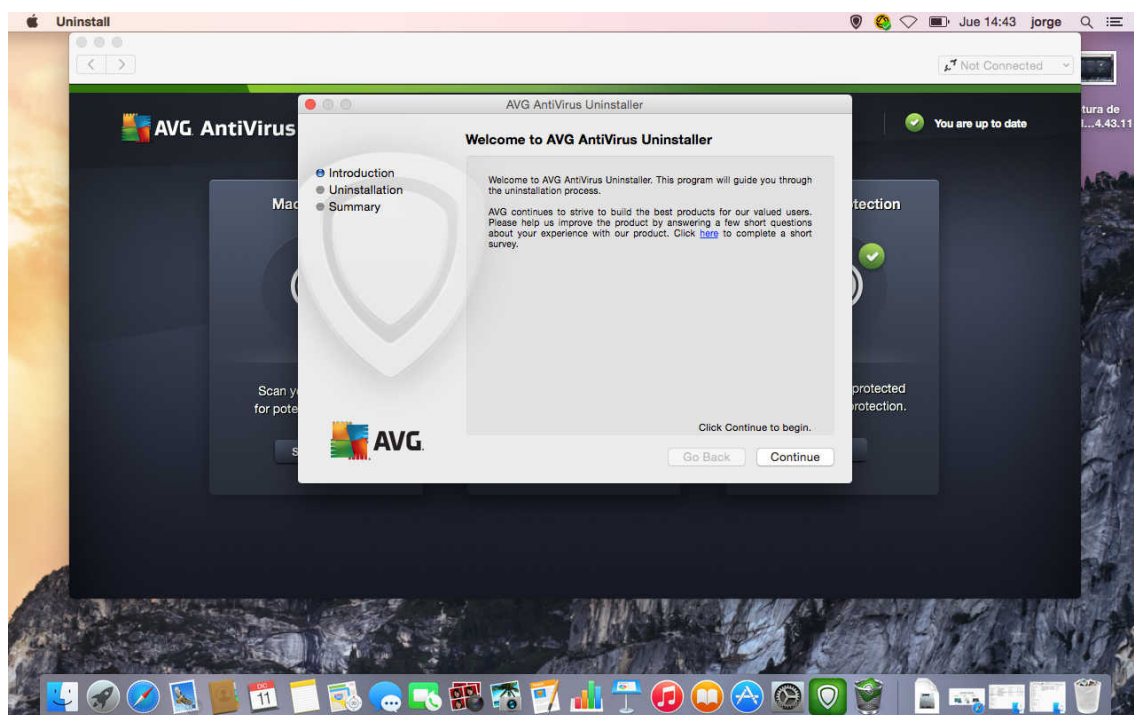 Uninstall
Jue 14:43 jorge
Not Connected
AVG AntiVirus Uninstaller
AVG. AntiVirus
You are up to date
tura de
4.43.11
Welcome to AVG AntiVirus Uninstaller
Introduction
Uninstallation
Summary
Welcome to AVG AntiVirus Uninstaller. This program will guide you through
the uninstallation process.
AVG continues to strive to build the best products for our valued users.
Please help us improve the product by answering a few short questions
about your experience with our product. Click here to complete a short
survey.
Mac
tection
Scan y
for pote
S
protected
rotection.
Click Continue to begin.
AVG.
Go Back
Continue
11